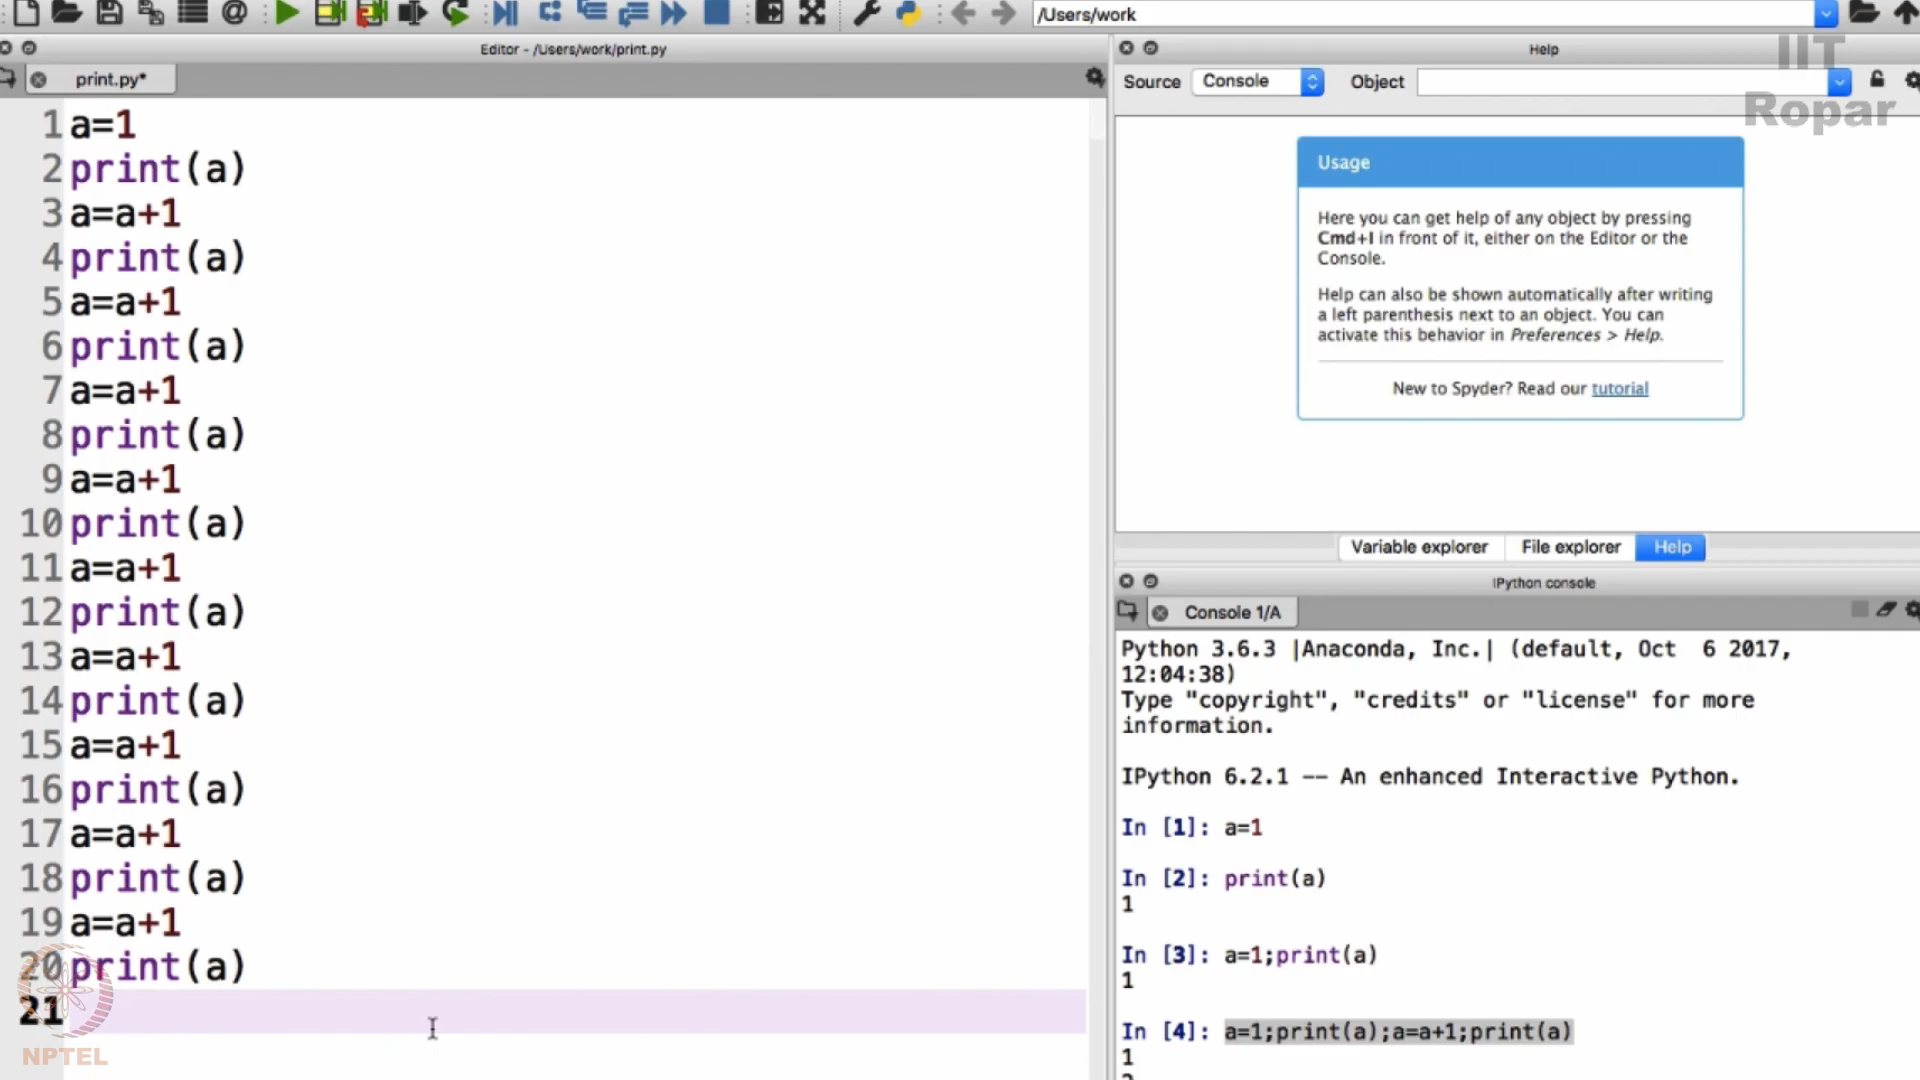 /Users/work
Editor - /Users/work/print.py
Help
IIT
Ropar
print.py*
Source Console Object
1 a=1
2 print(a)
3 a=a+1
4 print(a)
5 a=a+1
6 print(a)
7 a=a+1
8 print(a)
9 a=a+1
10 print(a)
11 a=a+1
12 print(a)
13 a=a+1
14 print(a)
15 a=a+1
16 print(a)
17 a=a+1
18 print(a)
19 a=a+1
20 print(a)
21
NPTEL
Usage
Here you can get help of any object by pressing
Cmd+I in front of it, either on the Editor or the
Console.
Help can also be shown automatically after writing
a left parenthesis next to an object. You can
activate this behavior in Preferences > Help.
New to Spyder? Read our tutorial
Variable explorer File explorer Help
IPython console
Console 1/A
Python 3.6.3 |Anaconda, Inc.| (default, Oct  6 2017,
12:04:38)
Type "copyright", "credits" or "license" for more
information.
IPython 6.2.1 -- An enhanced Interactive Python.
In [1]: a=1
In [2]: print(a)
1
In [3]: a=1;print(a)
1
In [4]: a=1;print(a);a=a+1;print(a)
1